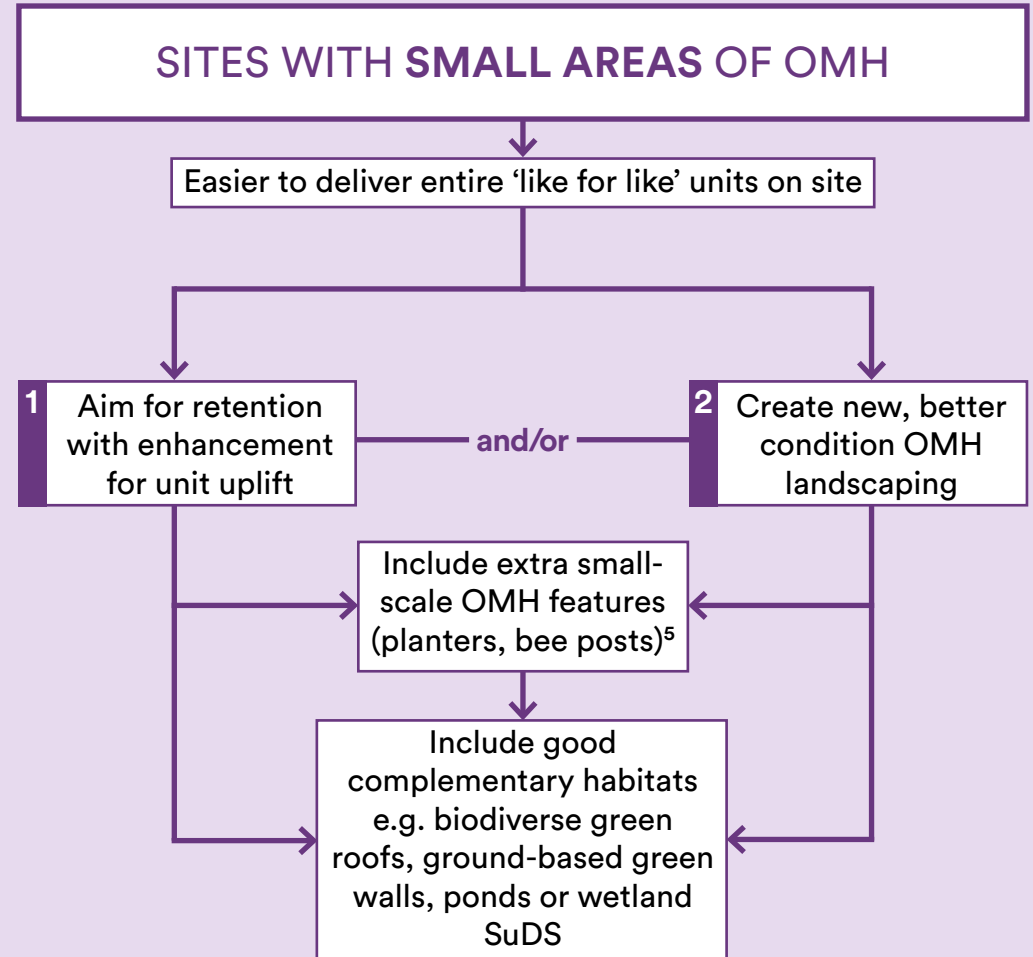 SITES WITH SMALL AREAS OF OMH
Easier to deliver entire ‘like for like’ units on site
1
Aim for retention
with enhancement
for unit uplift
and/or
2
Create new, better
condition OMH
landscaping
Include extra small-
scale OMH features
(planters, bee posts)⁵
Include good
complementary habitats
e.g. biodiverse green
roofs, ground-based green
walls, ponds or wetland
SuDS